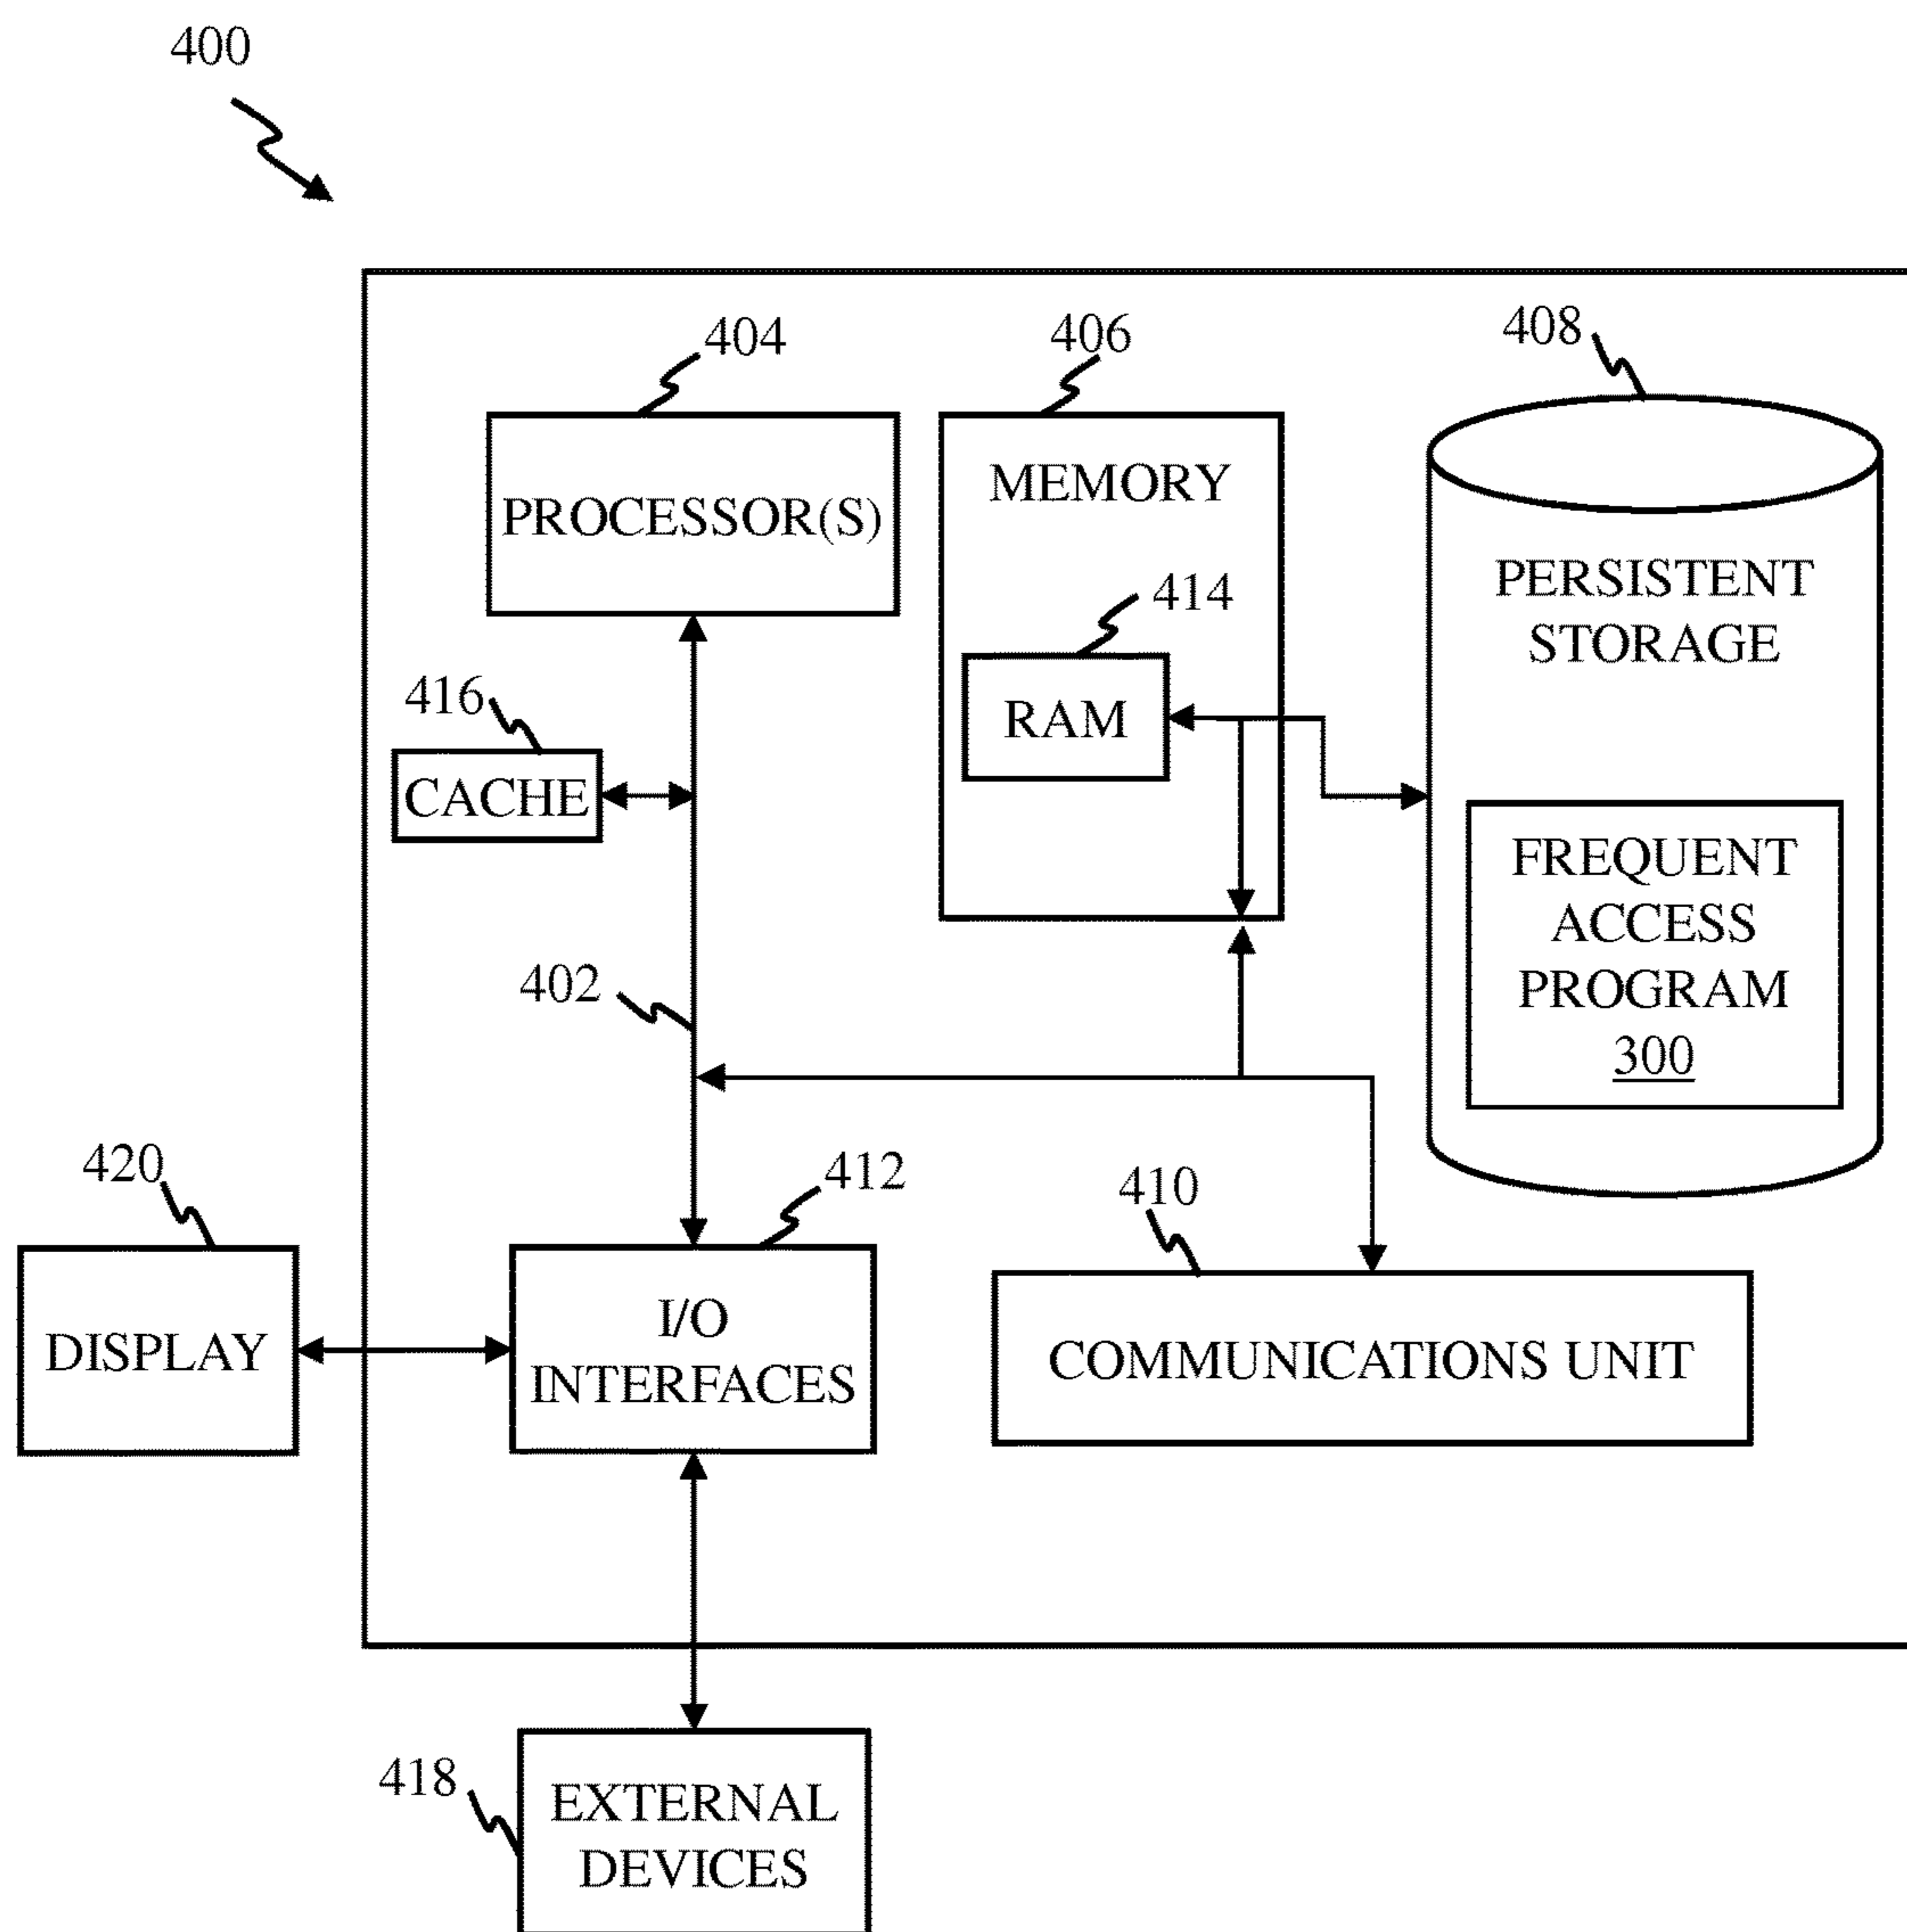 400
404
406
408
PROCESSOR(S)
MEMORY
PERSISTENT
STORAGE
414
RAM
416
CACHE
FREQUENT
ACCESS
PROGRAM
300
402
420
412
410
DISPLAY
I/O
INTERFACES
COMMUNICATIONS UNIT
418
EXTERNAL
DEVICES